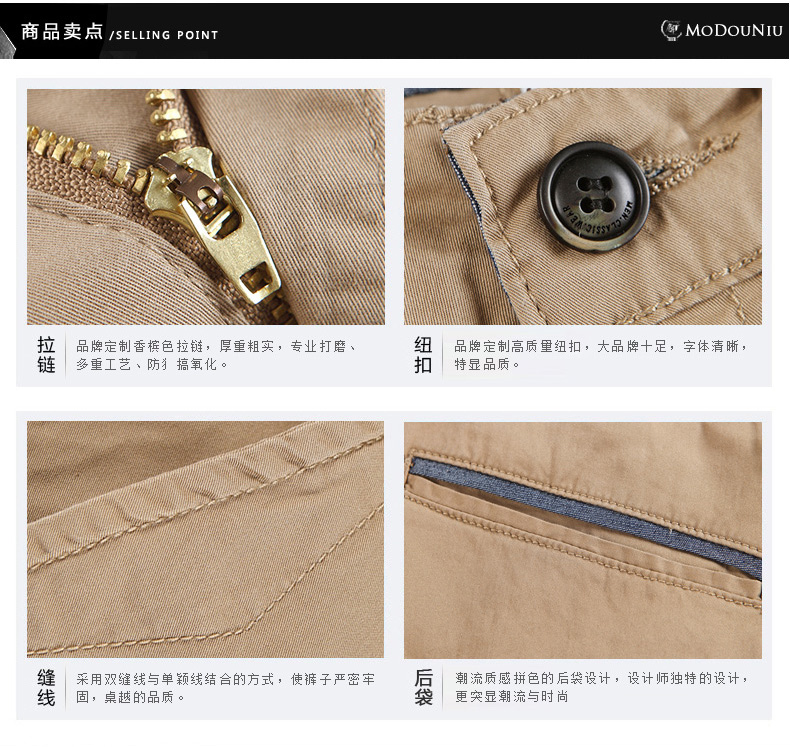 商品卖点 /SELLING POINT
MoDouNiu
MEN.CLASSIC.WEAR
拉链
品牌定制香槟色拉链，厚重粗实，专业打磨、
多重工艺、防犭搞氧化。
纽扣
品牌定制高质量纽扣，大品牌十足，字体清晰，
特显品质。
缝线
采用双缝线与单颖线结合的方式，使裤子严密牢
固，桌越的品质。
后袋
潮流质感拼色的后袋设计，设计师独特的设计，
更突显潮流与时尚